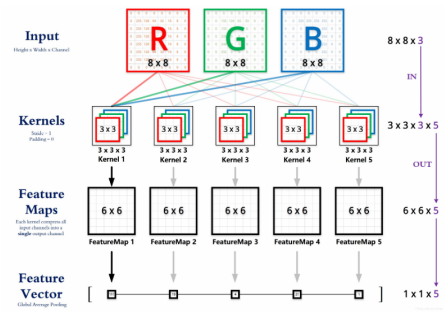 Input
Height x Width x Channel
R
G
B
8 x 8
8 x 8
8 x 8
8 x 8 x 3
IN
Kernels
Stride = 1
Padding = 0
3 x 3
3 x 3
3 x 3
3 x 3
3 x 3
3 x 3 x 3
3 x 3 x 3
3 x 3 x 3
3 x 3 x 3
3 x 3 x 3
Kernel 1
Kernel 2
Kernel 3
Kernel 4
Kernel 5
3 x 3 x 3 x 5
OUT
Feature
Maps
Each kernel compress all
input channels into a
single output channel
6 x 6
6 x 6
6 x 6
6 x 6
6 x 6
FeatureMap 1
FeatureMap 2
FeatureMap 3
FeatureMap 4
FeatureMap 5
6 x 6 x 5
Feature
Vector
Global Average Pooling
1 x 1 x 5